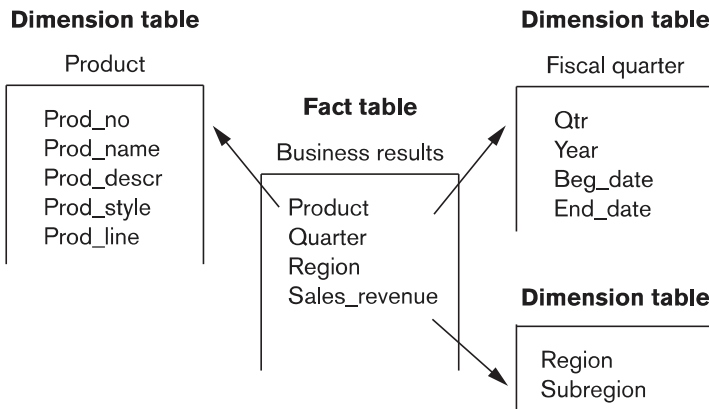 Dimension table
Product
Prod_no
Prod_name
Prod_descr
Prod_style
Prod_line
Fact table
Business results
Product
Quarter
Region
Sales_revenue
Dimension table
Fiscal quarter
Qtr
Year
Beg_date
End_date
Dimension table
Region
Subregion